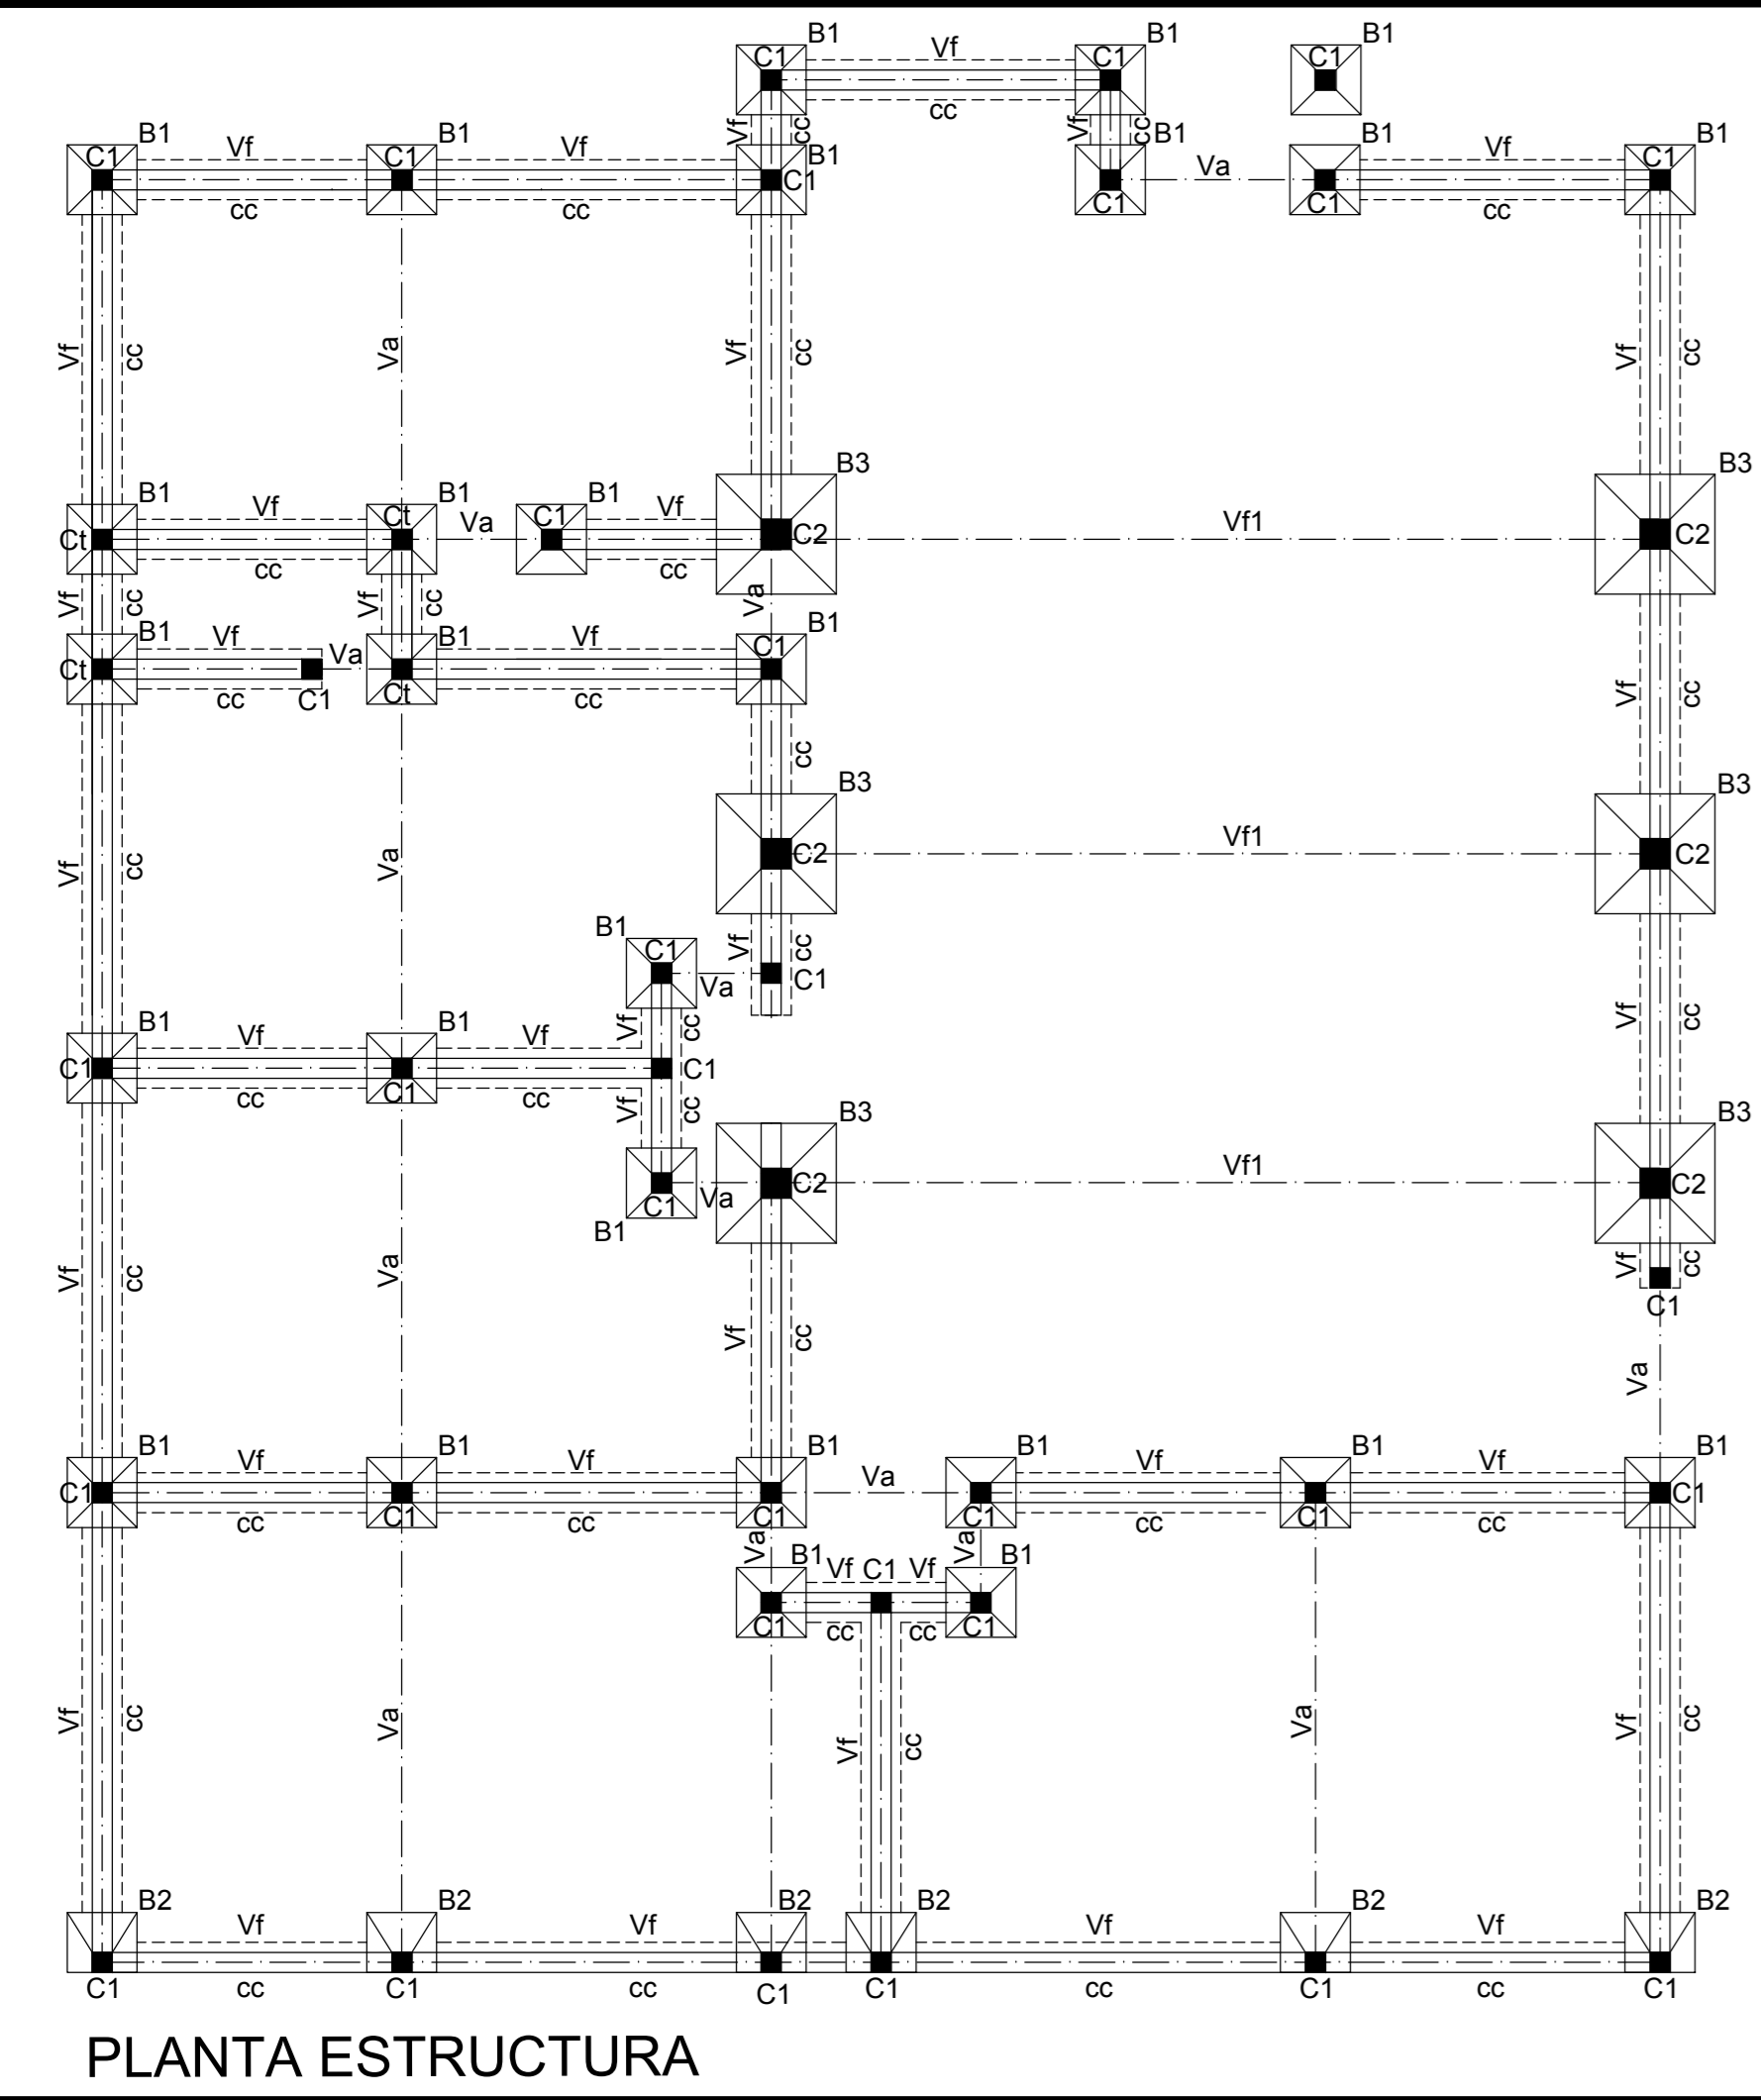 B1 B1 B1
C1 Vf C1 C1
cc
Vf cc Vf cc
B1 Vf B1 Vf B1 B1 B1 Vf B1
C1 C1 C1 Va C1
cc cc C1 C1 cc
Vf cc Va Vf cc Vf cc
B3 B3
B1 Vf B1 B1 Vf
Ct Ct Va C1 C2 Vf1 C2
cc cc
Vf cc Vf cc Va
B1 Vf B1 Vf B1
Ct Va C1 Vf cc
cc C1 Ct cc
cc
B3 B3
Vf cc Va C2 Vf1 C2
B1
C1 Vf cc
Va C1
B1 Vf B1 Vf Vf cc Vf cc
C1 C1
cc C1 cc Vf cc
B3 B3
C1 Va C2 Vf1 C2
B1
Vf cc Va Vf cc
C1
Vf cc
Va
B1 Vf B1 Vf B1 B1 Vf B1 Vf B1
C1 Va C1
cc C1 cc C1 C1 cc C1 cc
Va Va
B1 Vf C1 Vf B1
C1 cc cc C1
Vf cc Va Vf cc Va Vf cc
B2 B2 B2 B2 B2 B2
Vf Vf Vf Vf
C1 cc C1 cc C1 C1 cc C1 cc C1
PLANTA ESTRUCTURA